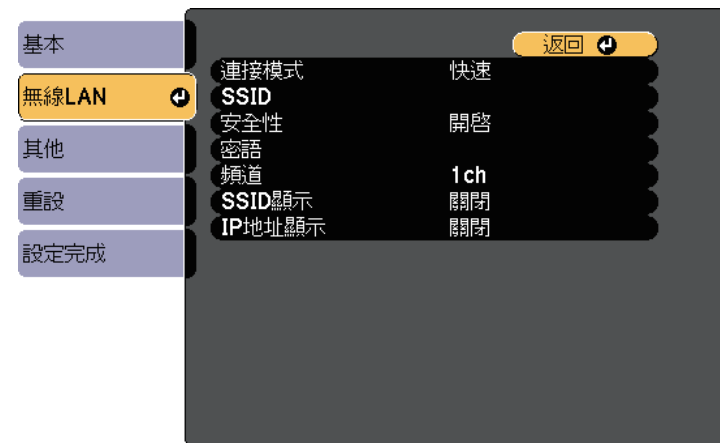 基本
無線LAN
其他
重設
設定完成
返回
連接模式 快速
SSID
安全性 開啓
密語
頻道 1ch
SSID顯示 關閉
IP地址顯示 關閉